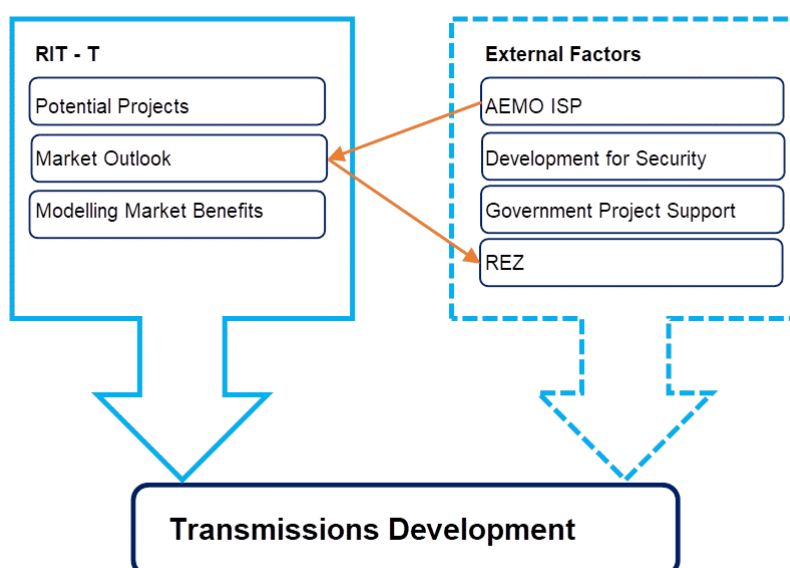 RIT - T
Potential Projects
Market Outlook
Modelling Market Benefits
External Factors
AEMO ISP
Development for Security
Government Project Support
REZ
Transmissions Development